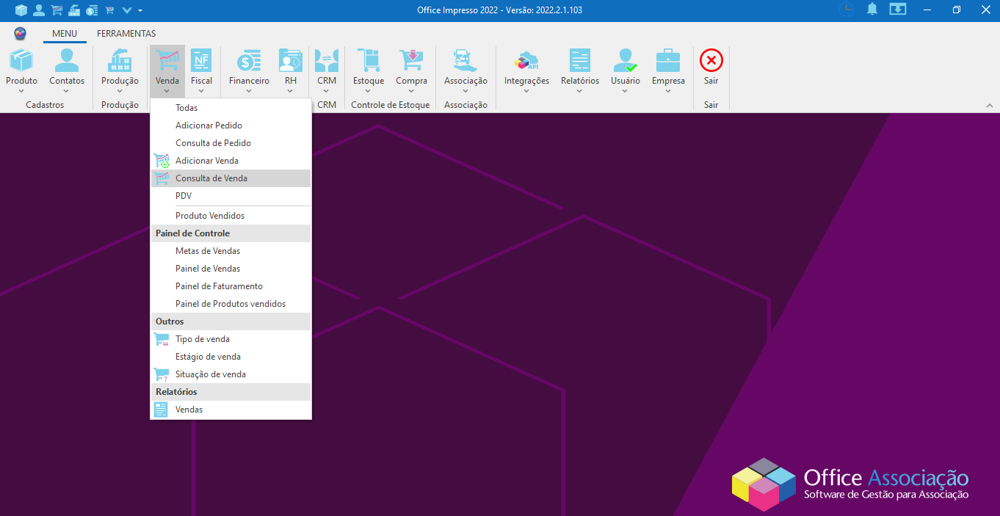 Office Impresso 2022 - Versão: 2022.2.1.103
MENU FERRAMENTAS
Produto Contatos Produção Venda Fiscal Financeiro RH CRM Estoque Compra Associação Integrações Relatórios Usuário Empresa Sair
Cadastros Produção CRM Controle de Estoque Associação Sair
Todas
Adicionar Pedido
Consulta de Pedido
Adicionar Venda
Consulta de Venda
PDV
Produto Vendidos
Painel de Controle
Metas de Vendas
Painel de Vendas
Painel de Faturamento
Painel de Produtos vendidos
Outros
Tipo de venda
Estágio de venda
Situação de venda
Relatórios
Vendas
Office Associação
Software de Gestão para Associação